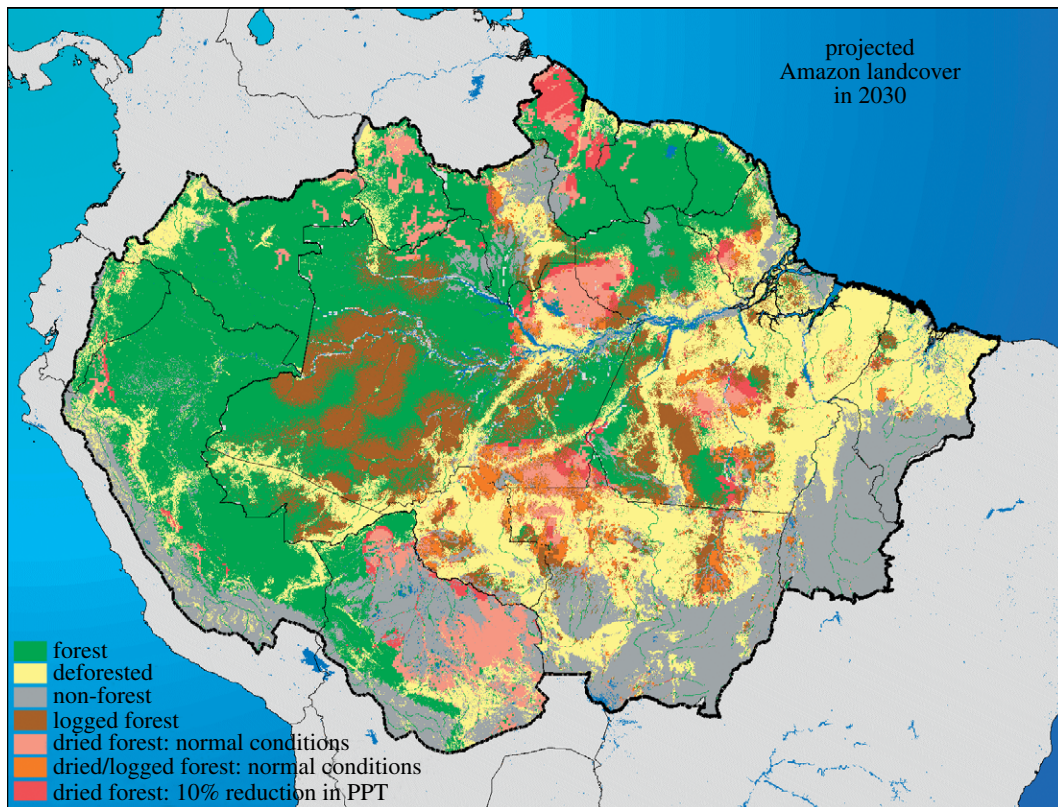 projected
Amazon landcover
in 2030
forest
deforested
non-forest
logged forest
dried forest: normal conditions
dried/logged forest: normal conditions
dried forest: 10% reduction in PPT